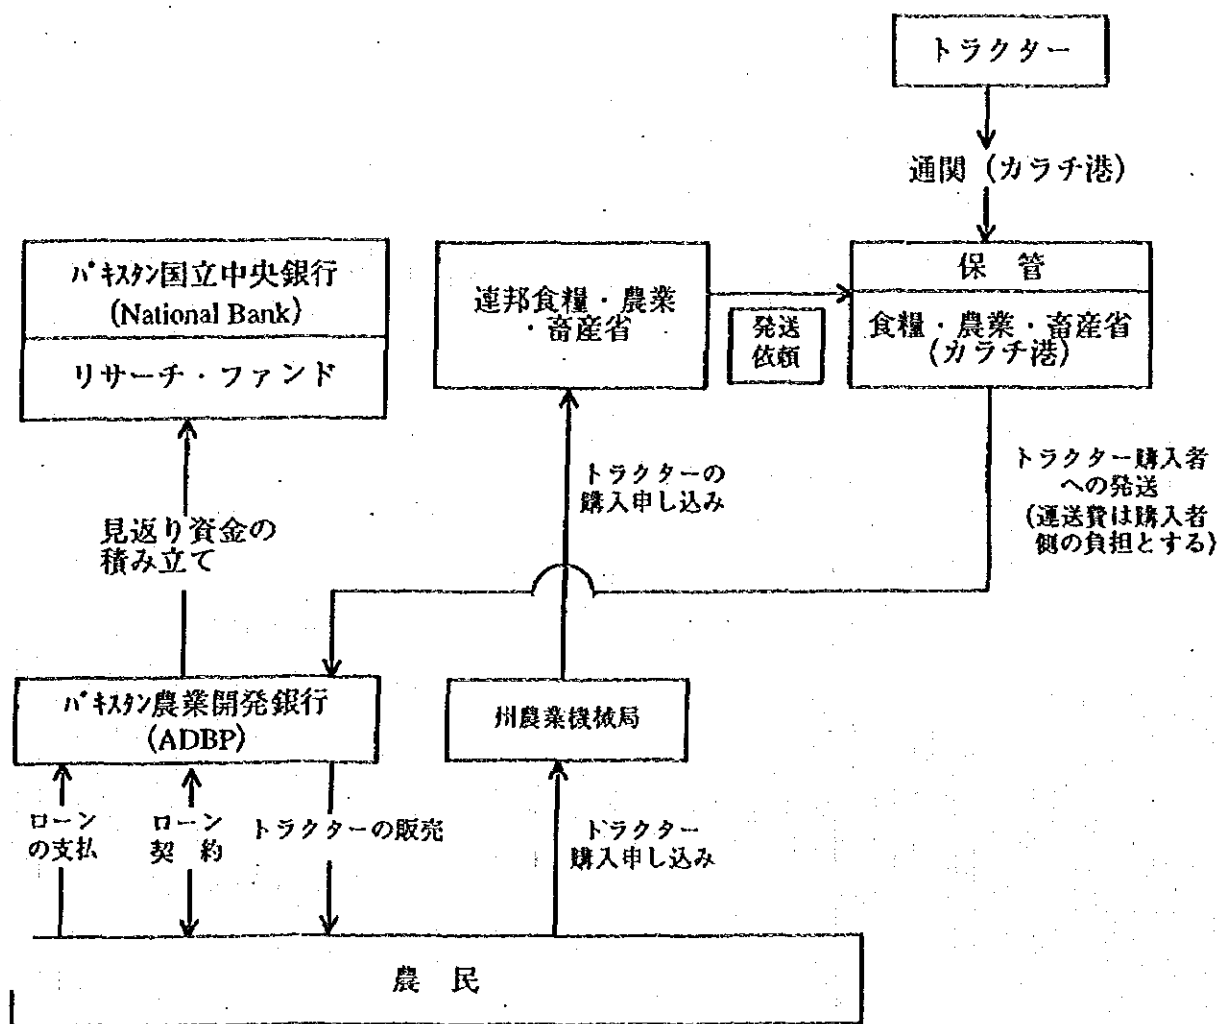 トラクター
通関（カラチ港）
パキスタン国立中央銀行
(National Bank)
リサーチ・ファンド
連邦食糧・農業
・畜産省
発送
依頼
保　管
食糧・農業・畜産省
(カラチ港)
トラクターの
購入申し込み
トラクター購入者
への発送
(運送費は購入者
側の負担とする)
見返り資金の
積み立て
パキスタン農業開発銀行
(ADBP)
州農業機械局
ローン
の支払
ローン
契　約
トラクターの販売
トラクター
購入申し込み
農　民